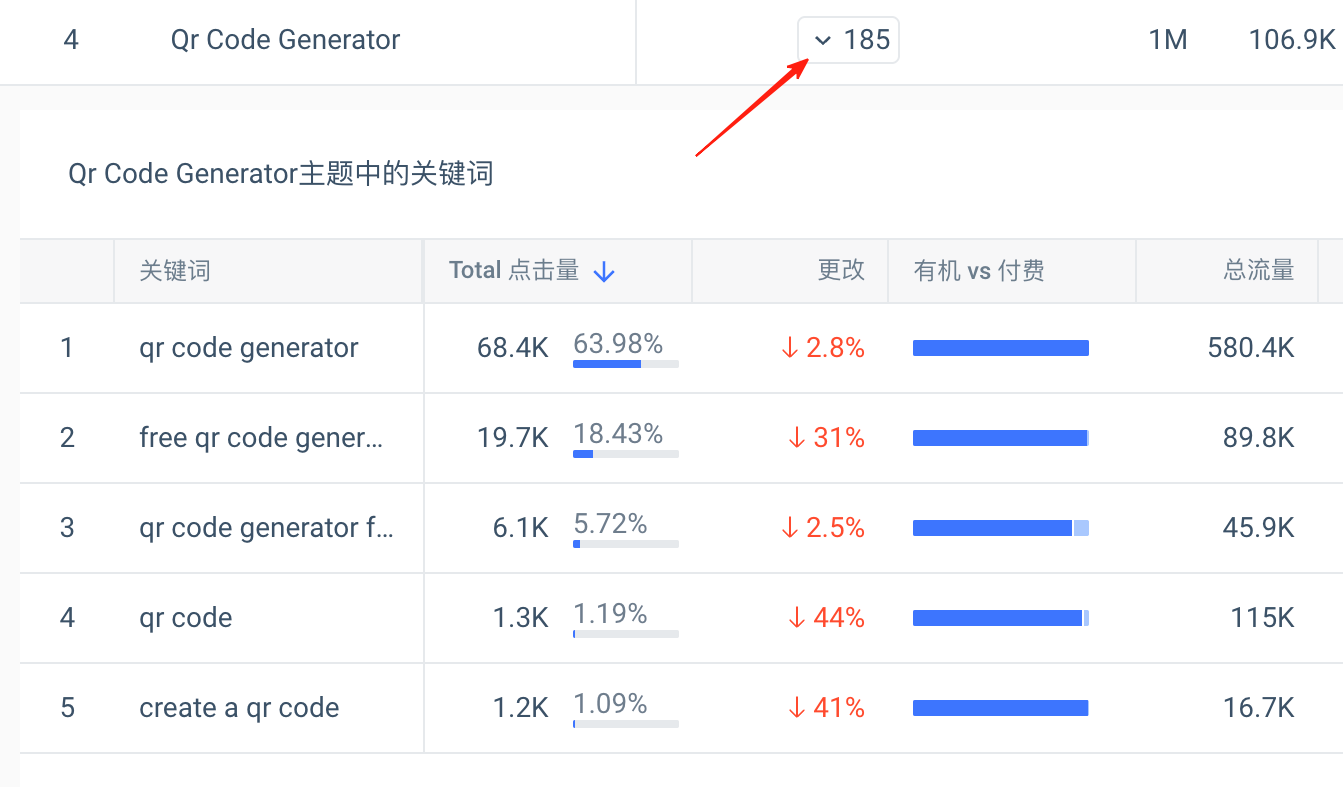 4 Qr Code Generator 185 1M 106.9K
Qr Code Generator主题中的关键词
关键词 Total 点击量 更改 有机 vs 付费 总流量
1 qr code generator 68.4K 63.98% 2.8% 580.4K
2 free qr code gener... 19.7K 18.43% 31% 89.8K
3 qr code generator f... 6.1K 5.72% 2.5% 45.9K
4 qr code 1.3K 1.19% 44% 115K
5 create a qr code 1.2K 1.09% 41% 16.7K